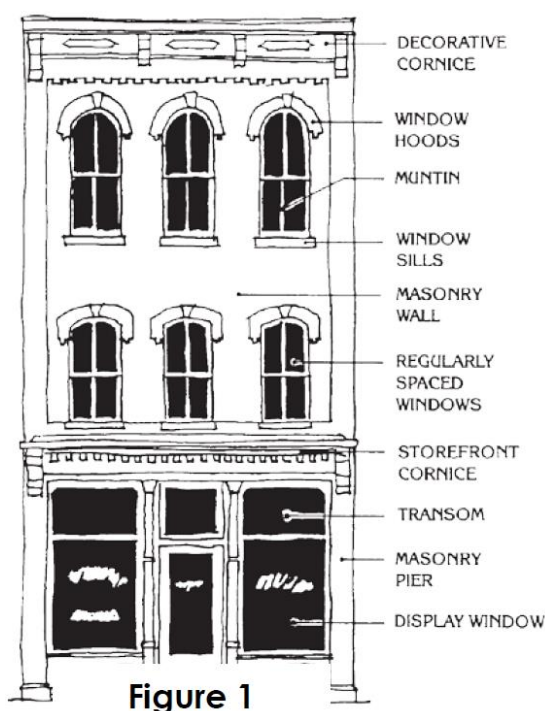 DECORATIVE
CORNICE
WINDOW
HOODS
MUNTIN
WINDOW
SILLS
MASONRY
WALL
REGULARLY
SPACED
WINDOWS
STOREFRONT
CORNICE
TRANSOM
MASONRY
PIER
DISPLAY WINDOW
Figure 1